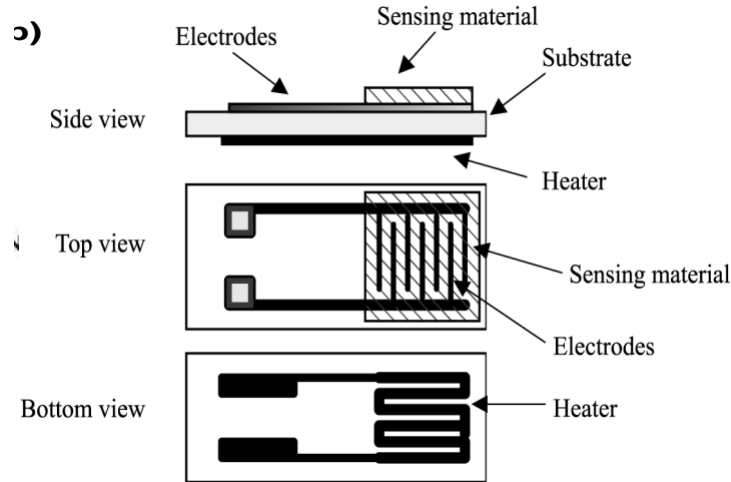 b)
Sensing material
Electrodes
Substrate
Side view
Heater
Top view
Sensing material
Electrodes
Bottom view
Heater